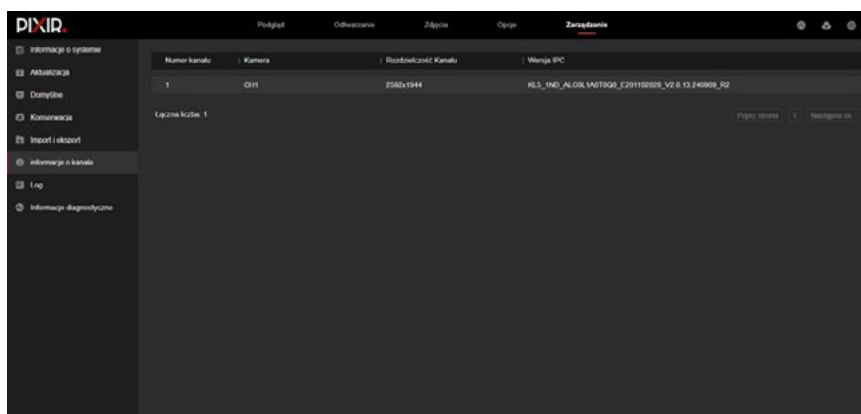 PIXIR.
Podgląd Odtwarzanie Zdjęcia Opcje Zarządzanie
Informacje o systemie
Aktualizacja
Domyślne
Konserwacja
Import i eksport
informacje o kanale
Log
Informacje diagnostyczne
Numer kanału | Kamera | Rozdzielczość Kanału | Wersja IPC
1 CH1 2592x1944
Łączna liczba: 1
1